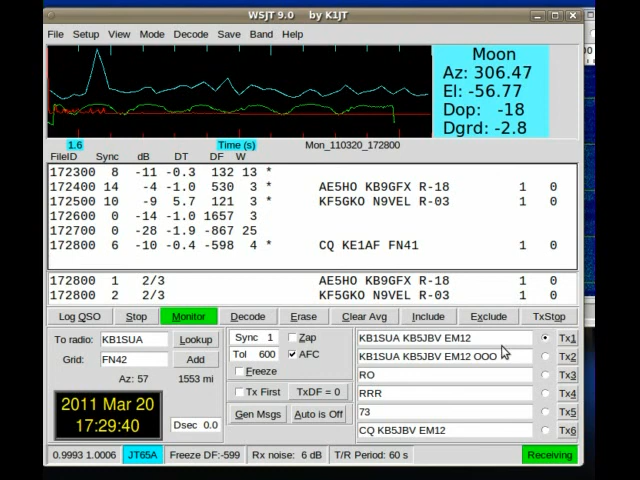 WSJT 9.0 by K1JT
File Setup View Mode Decode Save Band Help
Moon
Az: 306.47
El: -56.77
Dop: -18
Dgrd: -2.8
1.6 Time (s) Mon_110320_172800
FileID Sync dB DT DF W
172300 8 -11 -0.3 132 13 *
172400 14 -4 -1.0 530 3 * AE5HO KB9GFX R-18 1 0
172500 10 -9 5.7 121 3 * KF5GKO N9VEL R-03 1 0
172600 0 -14 -1.0 1657 3
172700 0 -28 -1.9 -867 25
172800 6 -10 -0.4 -598 4 * CQ KE1AF FN41 1 0
172800 1 2/3 AE5HO KB9GFX R-18 1 0
172800 2 2/3 KF5GKO N9VEL R-03 1 0
Log QSO Stop Monitor Decode Erase Clear Avg Include Exclude TxStop
To radio: KB1SUA Lookup
Grid: FN42 Add
Az: 57 1553 mi
2011 Mar 20
17:29:40
Dsec 0.0
Sync 1 Zap
Tol 600 AFC
Freeze
Tx First TxDF = 0
Gen Msgs Auto is Off
KB1SUA KB5JBV EM12 Tx1
KB1SUA KB5JBV EM12 OOO Tx2
RO Tx3
RRR Tx4
73 Tx5
CQ KB5JBV EM12 Tx6
0.9993 1.0006 JT65A Freeze DF:-599 Rx noise: 6 dB T/R Period: 60 s Receiving